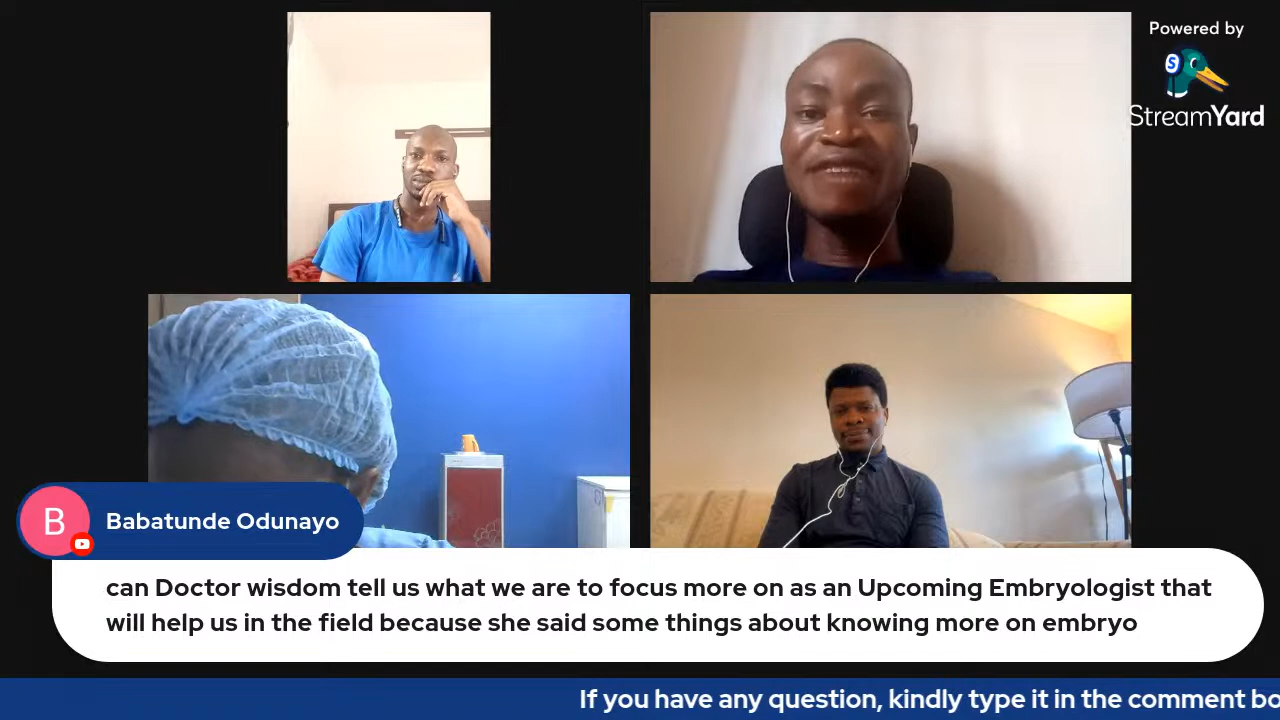 Powered by
StreamYard
B
Babatunde Odunayo
can Doctor wisdom tell us what we are to focus more on as an Upcoming Embryologist that
will help us in the field because she said some things about knowing more on embryo
If you have any question, kindly type it in the comment bo